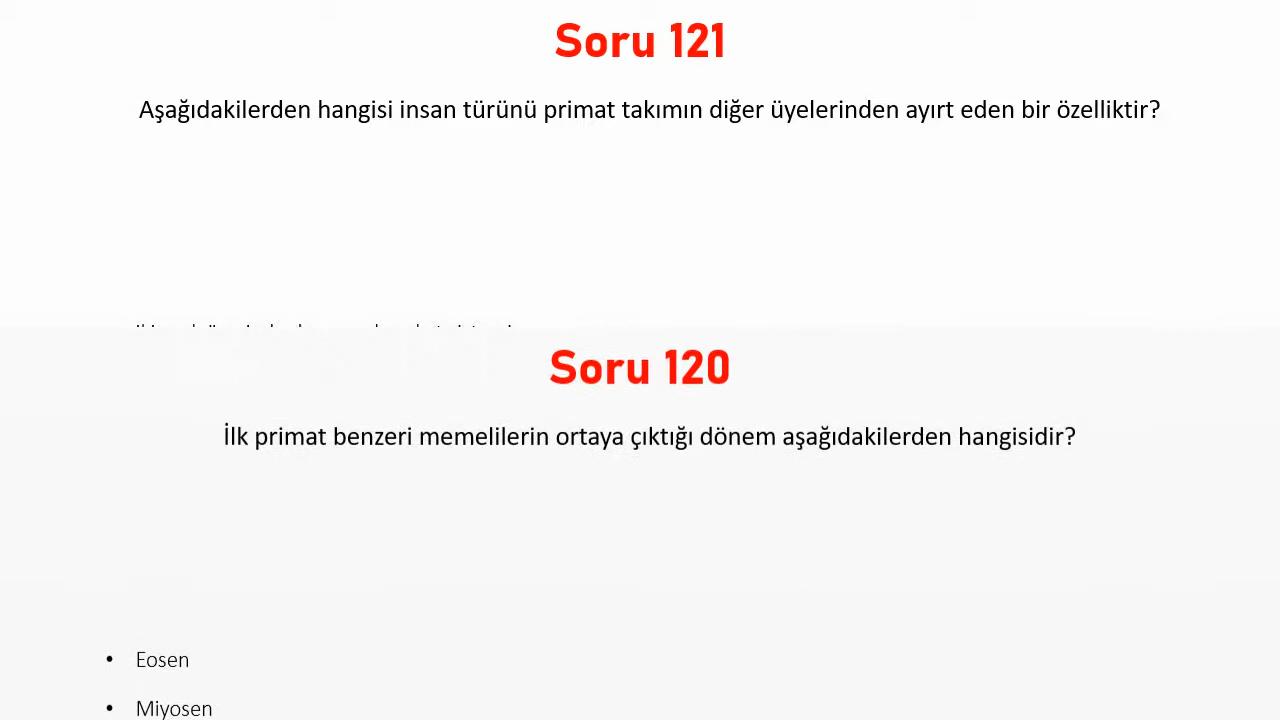 Soru 121
Aşağıdakilerden hangisi insan türünü primat takımın diğer üyelerinden ayırt eden bir özelliktir?
Soru 120
İlk primat benzeri memelilerin ortaya çıktığı dönem aşağıdakilerden hangisidir?
• Eosen
• Miyosen